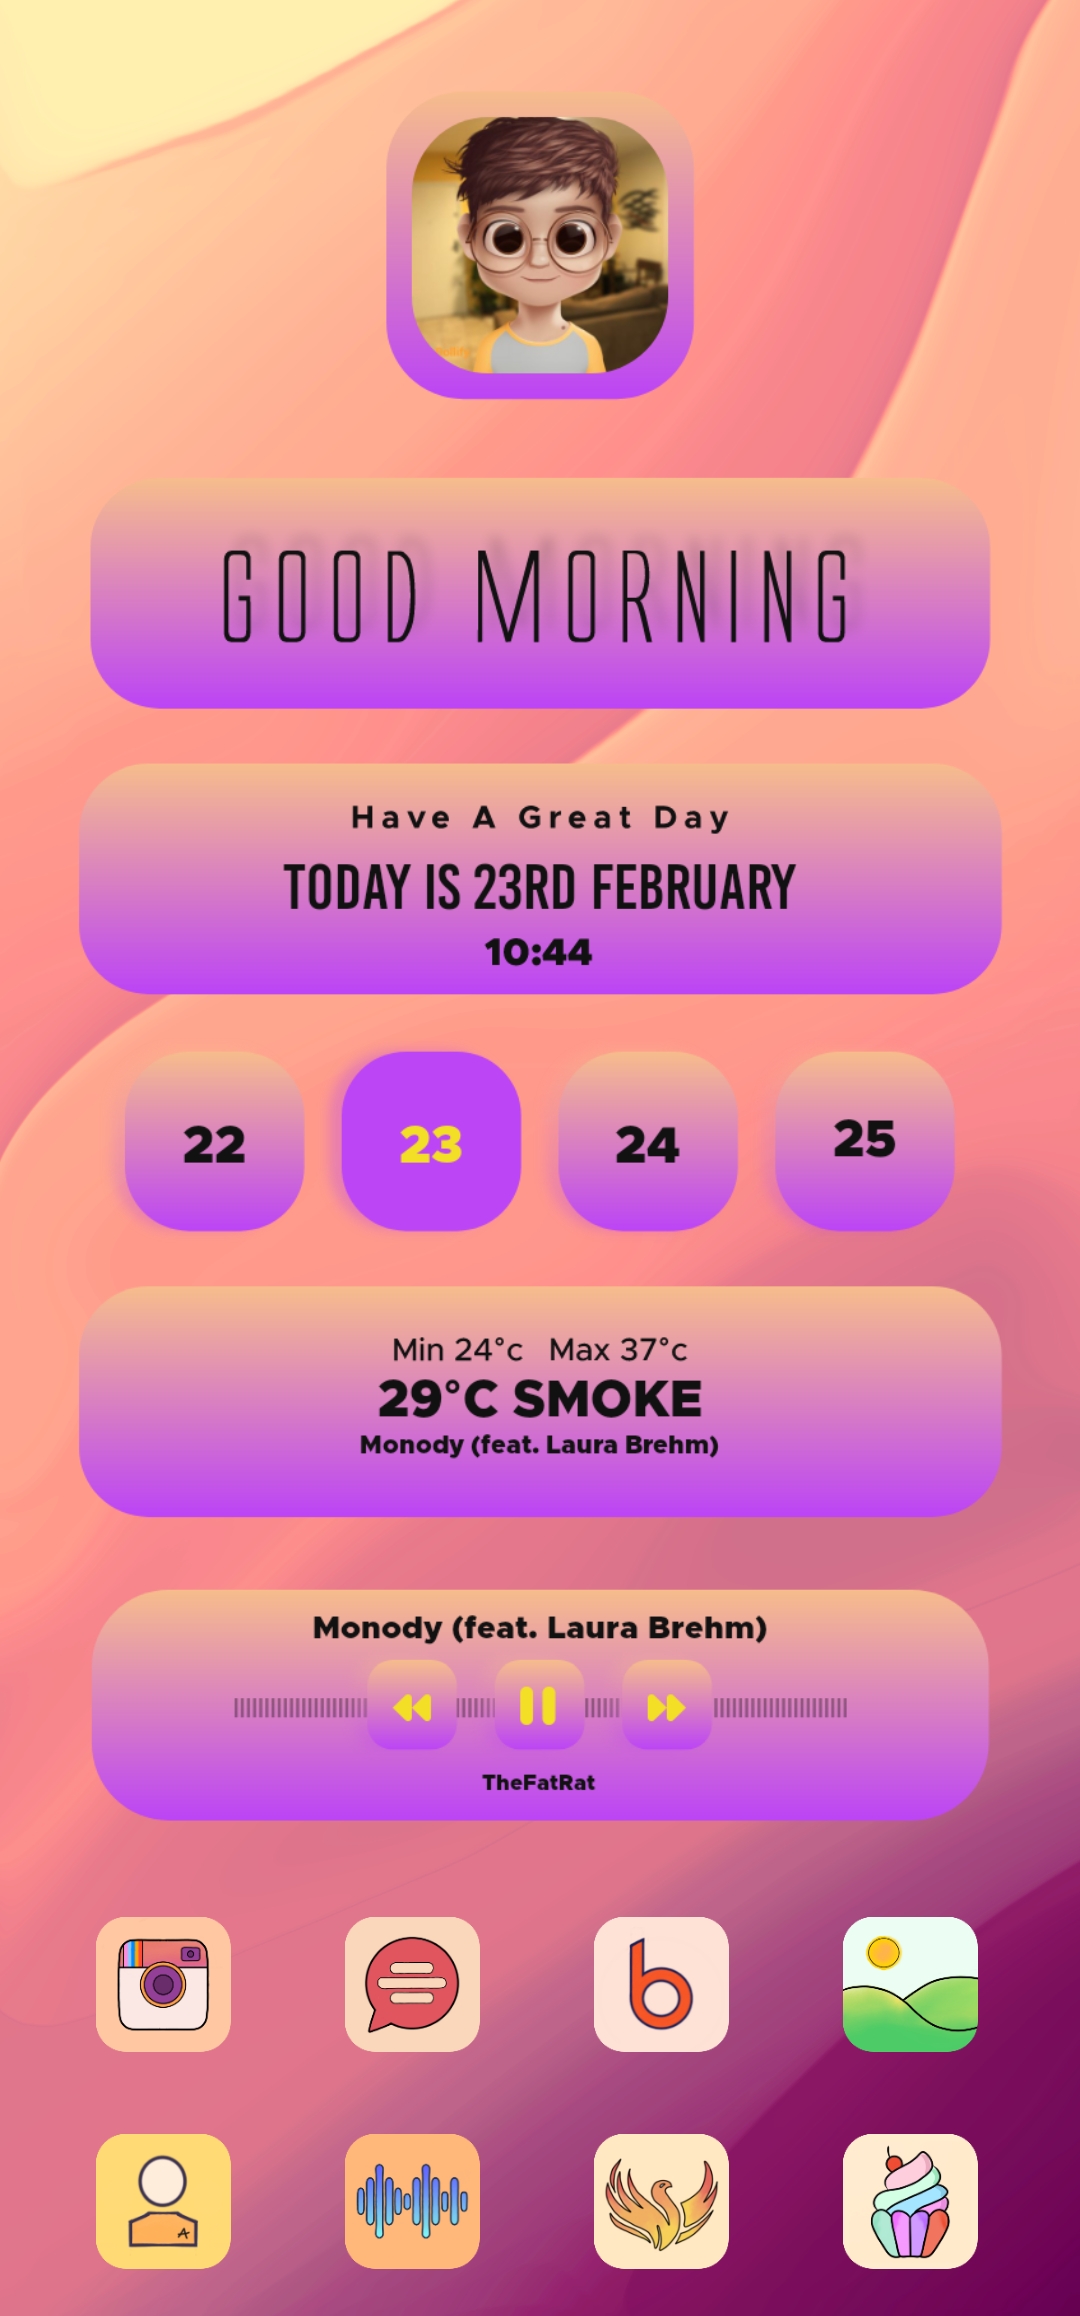 GOOD MORNING
Have A Great Day
TODAY IS 23RD FEBRUARY
10:44
22 23 24 25
Min 24°c Max 37°c
29°C SMOKE
Monody (feat. Laura Brehm)
Monody (feat. Laura Brehm)
TheFatRat
b
A